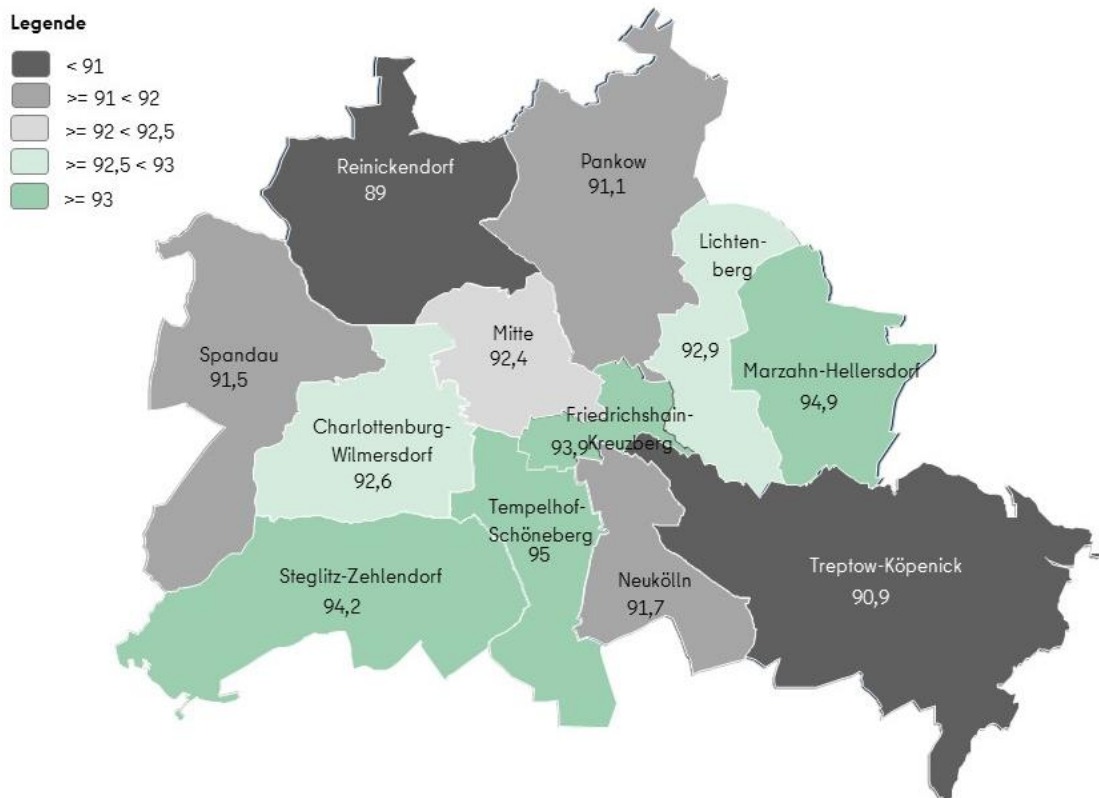 Legende
< 91
>= 91 < 92
>= 92 < 92,5
>= 92,5 < 93
>= 93
Reinickendorf
89
Pankow
91,1
Lichten-
berg
92,9
Spandau
91,5
Mitte
92,4
Marzahn-Hellersdorf
94,9
Charlottenburg-
Wilmersdorf
92,6
Friedrichshain-
Kreuzberg
93,9
Tempelhof-
Schöneberg
95
Steglitz-Zehlendorf
94,2
Neukölln
91,7
Treptow-Köpenick
90,9